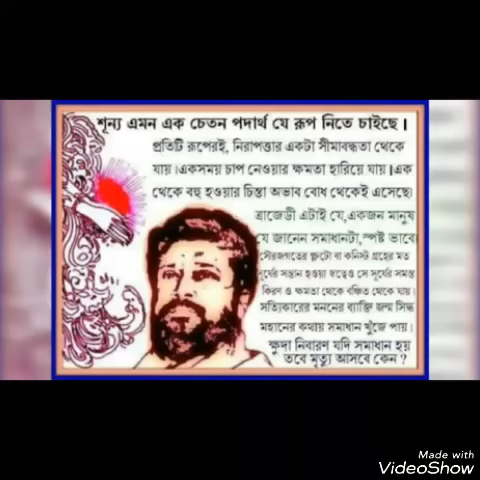 শূন্য এমন এক চেতন পদার্থ যে রূপ নিতে চাইছে।
প্রতিটি রূপেরই, নিরাপত্তার একটা সীমাবদ্ধতা থেকে
যায়।একসময় চাপ নেওয়ার ক্ষমতা হারিয়ে যায়।এক
থেকে বহু হওয়ার চিন্তা অভাব বোধ থেকেই এসেছে।
ট্রাজেডী এটাই যে,একজন মানুষ
যে জানেন সমাধানটা,স্পষ্ট ভাবে।
সৌরজগতের প্লুটো বা কনিস্ট গ্রহের মত
সূর্যের সন্তান হওয়া স্বত্বেও সে সূর্যের সমস্ত
কিরণ ও ক্ষমতা থেকে বঞ্চিত থেকে যায়।
সত্যিকারের মননের ব্যাক্তি জন্ম সিদ্ধ
মহানের কথায় সমাধান খুঁজে পায়।
ক্ষুদা নিবারণ যদি সমাধান হয়
তবে মৃত্যু আসবে কেন ?
Made with
VideoShow